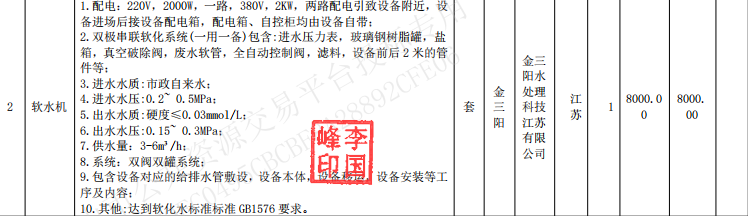 1.配电：220V，2000W，一路，380V，2KW，两路配电引致设备附近，设
备进场后接设备配电箱，配电箱、自控柜均由设备自带；
2.双极串联软化系统(一用一备)包含:进水压力表，玻璃钢树脂罐，盐
箱，真空破除阀，废水软管，全自动控制阀，滤料，设备前后2米的管
件等；
3.进水水质:市政自来水；
4.进水水压:0.2~ 0.5MPa；
5.出水水质:硬度≤0.03mmol/L；
6.出水水压:0.15~ 0.3MPa；
7.供水量：3-6m³/h；
8.系统：双阀双罐系统；
9.包含设备对应的给排水管敷设，设备本体，设备移运，设备安装等工
序及内容；
10.其他:达到软化水标准标准GB1576要求。
2
软水机
套
金
三
阳
金三
阳水
处理
科技
江苏
有限
公司
江
苏
1
8000.0
0
8000.
00
李国
峰印